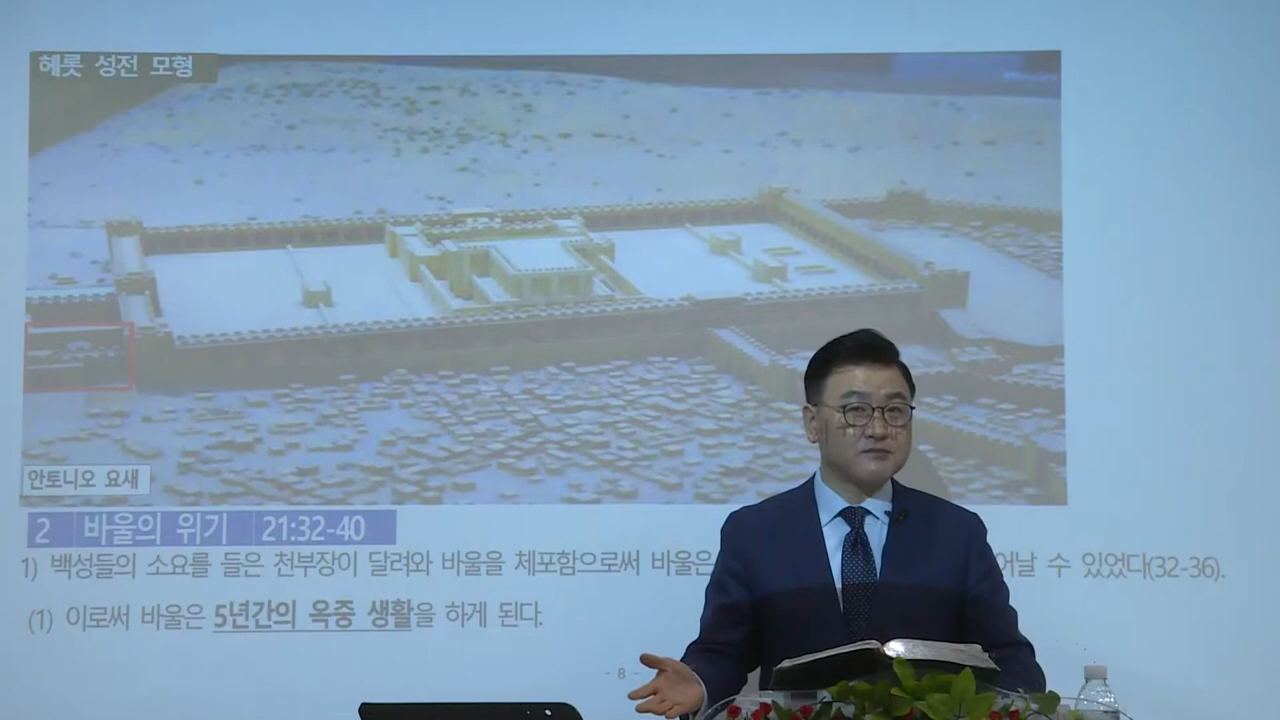 헤롯 성전 모형
안토니오 요새
2 바울의 위기 21:32-40
1) 백성들의 소요를 들은 천부장이 달려와 바울을 체포함으로써 바울은 어날 수 있었다(32-36).
(1) 이로써 바울은 5년간의 옥중 생활을 하게 된다.
- 8 -